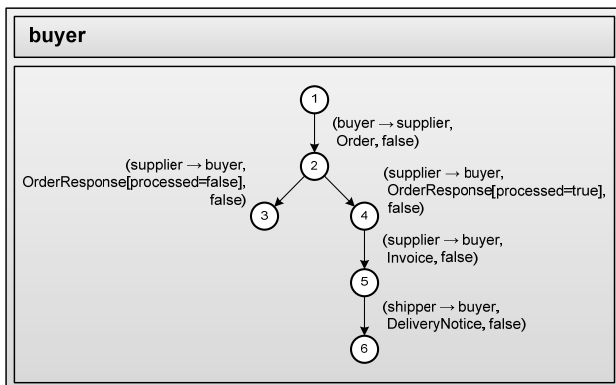 buyer
1
(buyer → supplier,
Order, false)
2
(supplier → buyer,
OrderResponse[processed=false],
false)
(supplier → buyer,
OrderResponse[processed=true],
false)
3
4
(supplier → buyer,
Invoice, false)
5
(shipper → buyer,
DeliveryNotice, false)
6